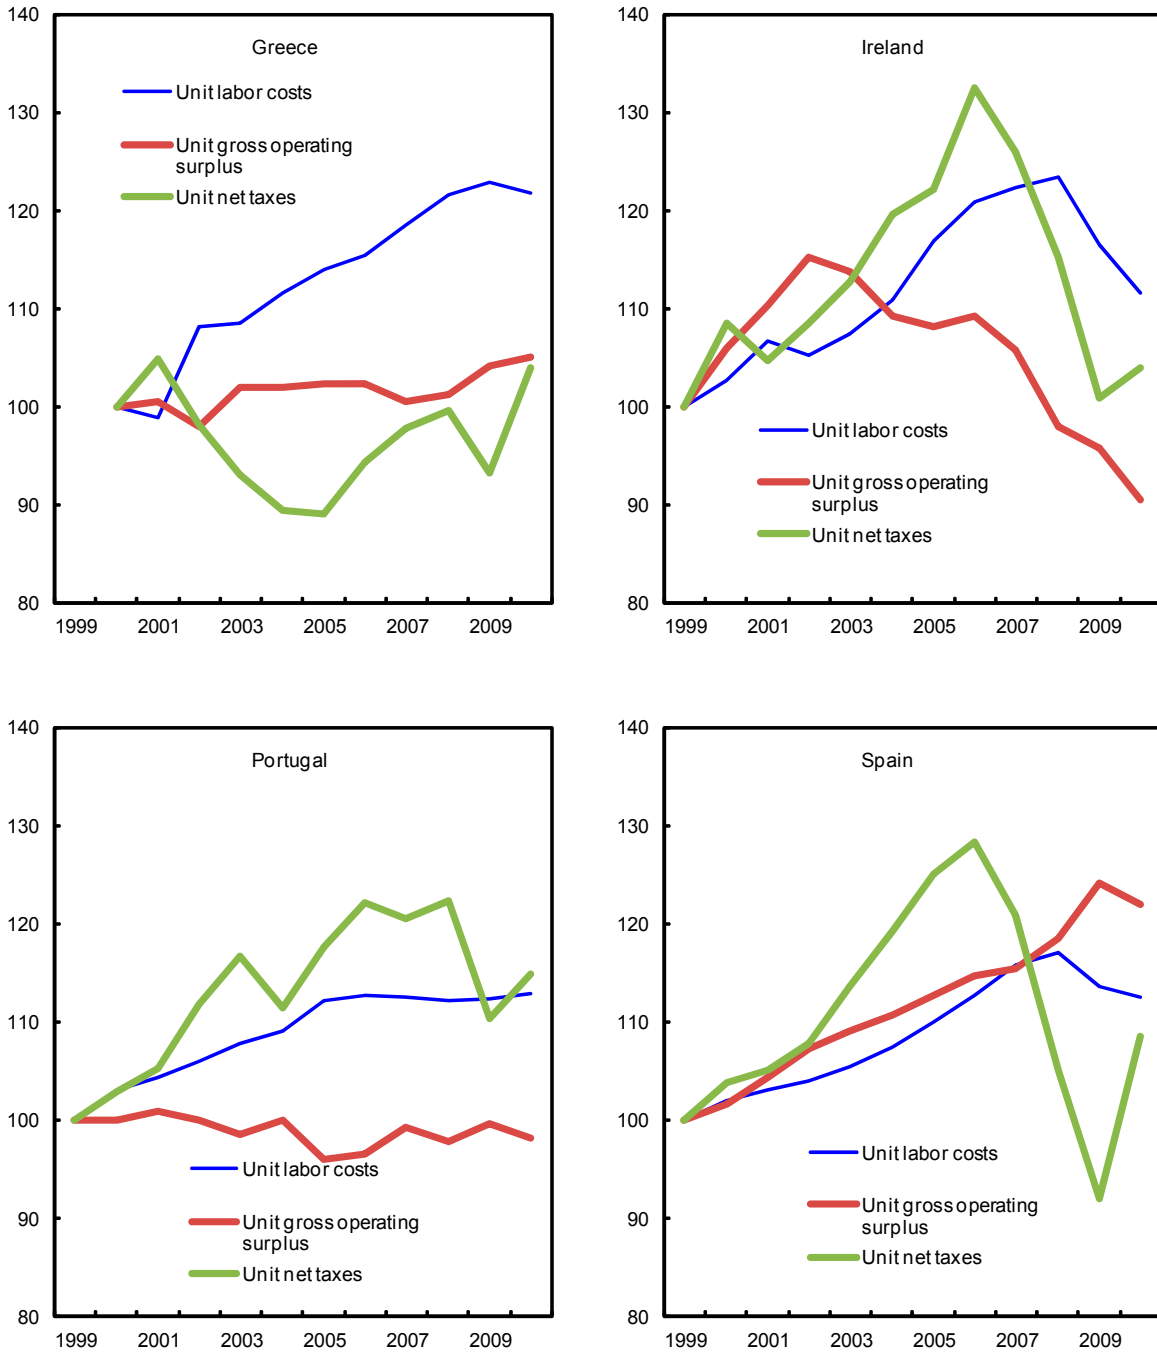 140
130
120
110
100
90
80
Greece
Unit labor costs
Unit gross operating
surplus
Unit net taxes
1999 2001 2003 2005 2007 2009
140
130
120
110
100
90
80
Ireland
Unit labor costs
Unit gross operating
surplus
Unit net taxes
1999 2001 2003 2005 2007 2009
140
130
120
110
100
90
80
Portugal
Unit labor costs
Unit gross operating
surplus
Unit net taxes
1999 2001 2003 2005 2007 2009
140
130
120
110
100
90
80
Spain
Unit labor costs
Unit gross operating
surplus
Unit net taxes
1999 2001 2003 2005 2007 2009